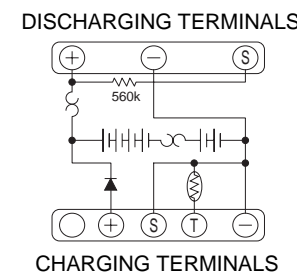 DISCHARGING TERMINALS
+ − S
560k
+ S T −
CHARGING TERMINALS